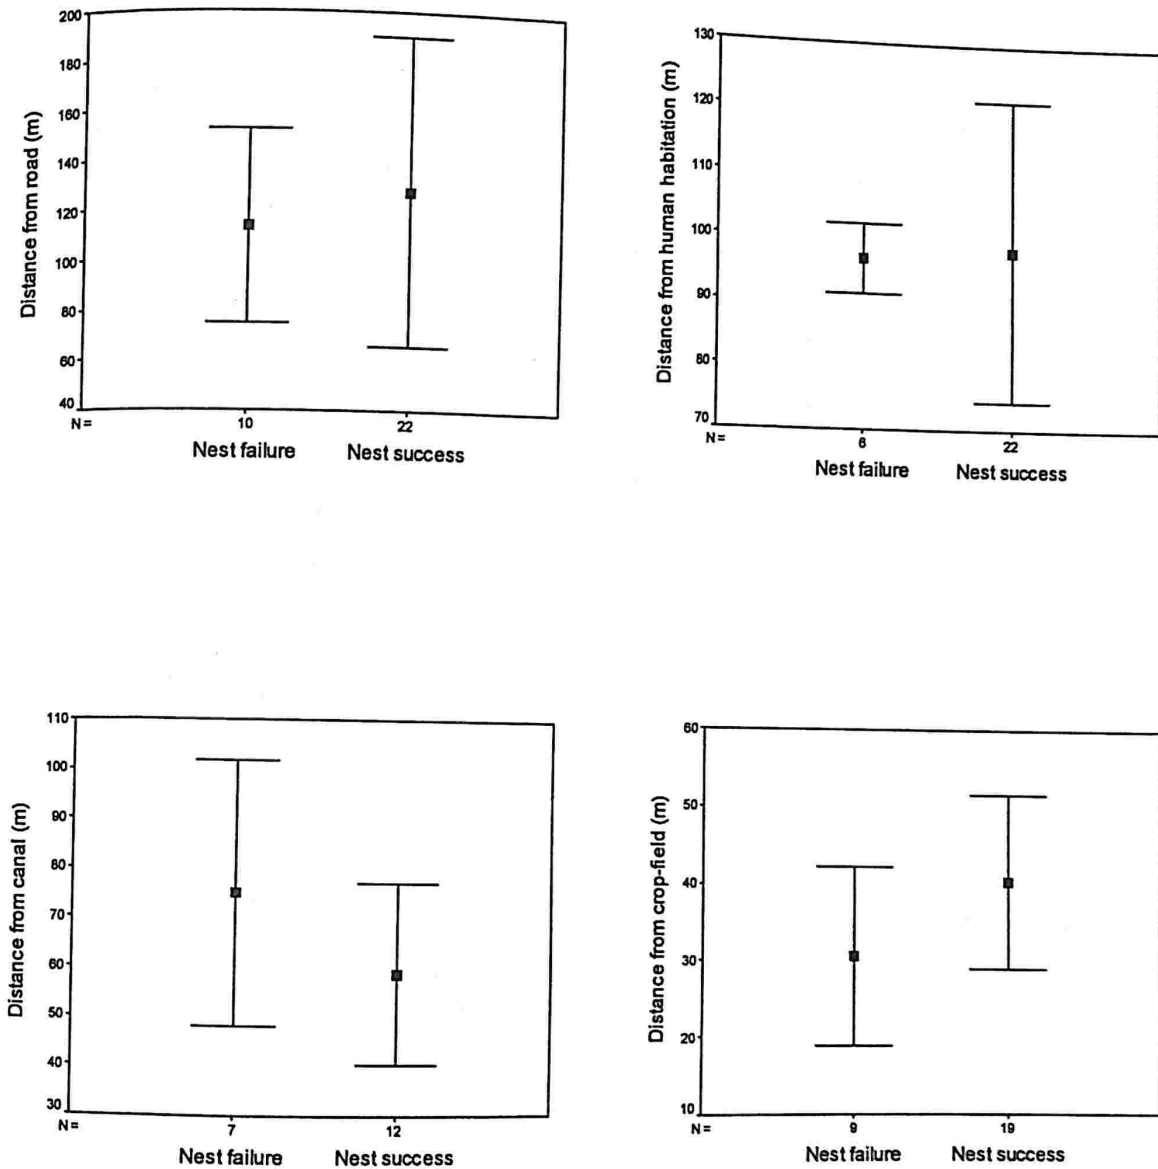 Distance from road (m)
200
180
160
140
120
100
80
60
40
N =
10
22
Nest failure
Nest success
Distance from human habitation (m)
130
120
110
100
90
80
70
N =
6
22
Nest failure
Nest success
Distance from canal (m)
110
100
90
80
70
60
50
40
30
N =
7
12
Nest failure
Nest success
Distance from crop-field (m)
60
50
40
30
20
10
N =
9
19
Nest failure
Nest success